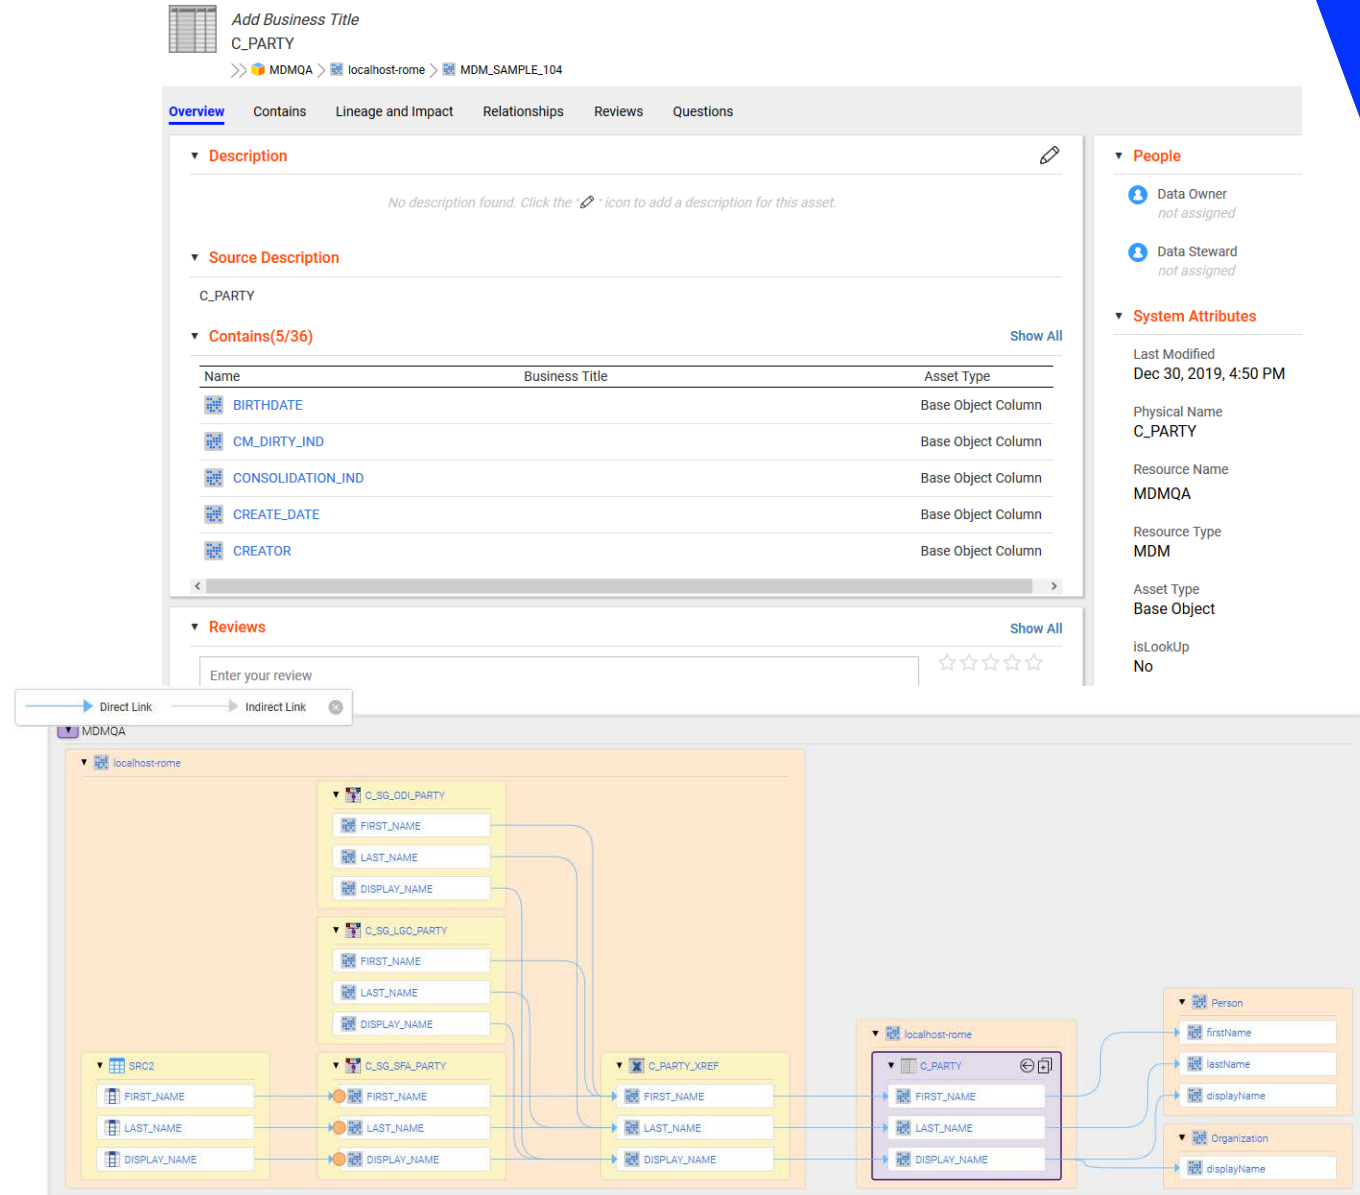 Add Business Title
C_PARTY
MDMQA localhost-rome MDM_SAMPLE_104
Overview Contains Lineage and Impact Relationships Reviews Questions
Description
No description found. Click the " " icon to add a description for this asset.
Source Description
C_PARTY
Contains(5/36) Show All
Name Business Title Asset Type
BIRTHDATE Base Object Column
CM_DIRTY_IND Base Object Column
CONSOLIDATION_IND Base Object Column
CREATE_DATE Base Object Column
CREATOR Base Object Column
Reviews Show All
Enter your review
People
Data Owner
not assigned
Data Steward
not assigned
System Attributes
Last Modified
Dec 30, 2019, 4:50 PM
Physical Name
C_PARTY
Resource Name
MDMQA
Resource Type
MDM
Asset Type
Base Object
isLookUp
No
Direct Link Indirect Link
MDMQA
localhost-rome
C_SG_ODI_PARTY
FIRST_NAME
LAST_NAME
DISPLAY_NAME
C_SG_LGC_PARTY
FIRST_NAME
LAST_NAME
DISPLAY_NAME
SRC2
FIRST_NAME
LAST_NAME
DISPLAY_NAME
C_SG_SFA_PARTY
FIRST_NAME
LAST_NAME
DISPLAY_NAME
C_PARTY_XREF
FIRST_NAME
LAST_NAME
DISPLAY_NAME
localhost-rome
C_PARTY
FIRST_NAME
LAST_NAME
DISPLAY_NAME
Person
firstName
lastName
displayName
Organization
displayName